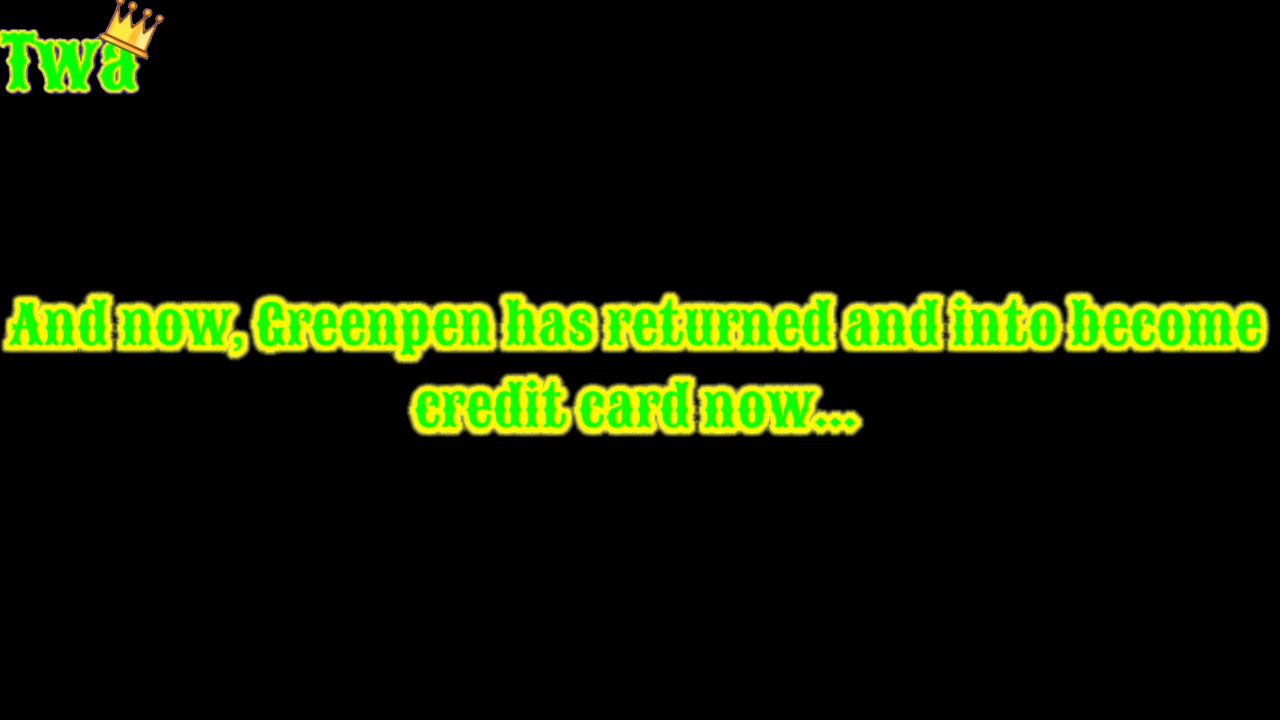 Twa
And now, Greenpen has returned and into become
credit card now...